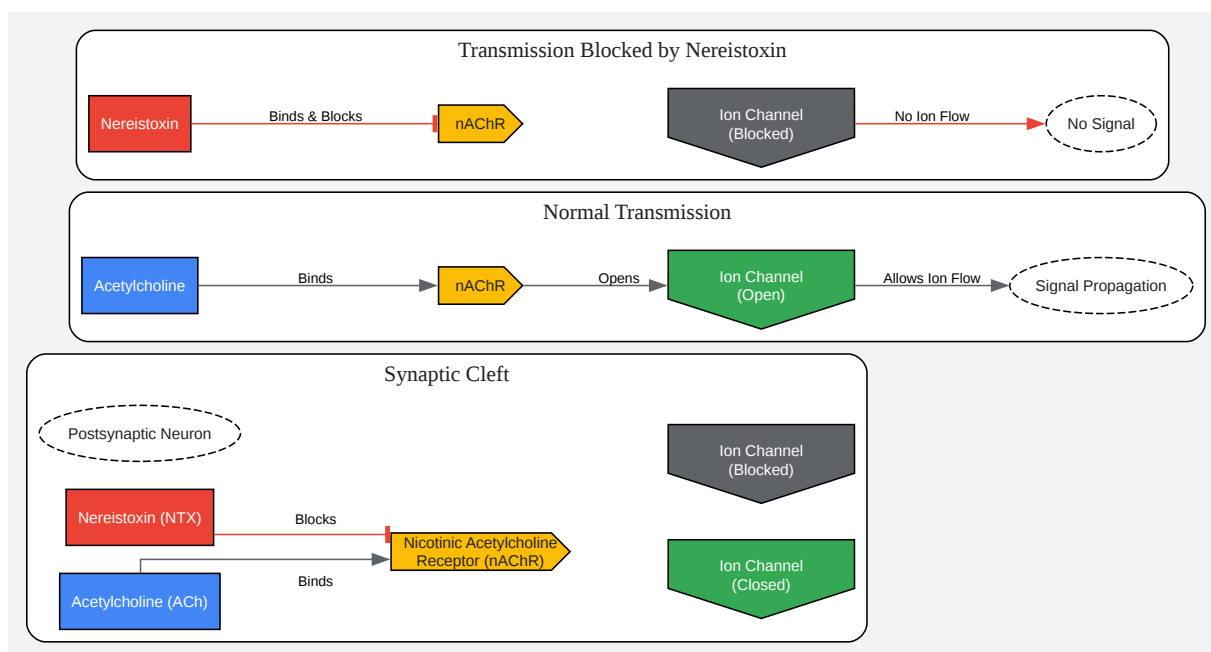 Transmission Blocked by Nereistoxin
Nereistoxin
Binds & Blocks
nAChR
Ion Channel
(Blocked)
No Ion Flow
No Signal
Normal Transmission
Acetylcholine
Binds
nAChR
Opens
Ion Channel
(Open)
Allows Ion Flow
Signal Propagation
Synaptic Cleft
Postsynaptic Neuron
Ion Channel
(Blocked)
Nereistoxin (NTX)
Blocks
Nicotinic Acetylcholine
Receptor (nAChR)
Acetylcholine (ACh)
Binds
Ion Channel
(Closed)